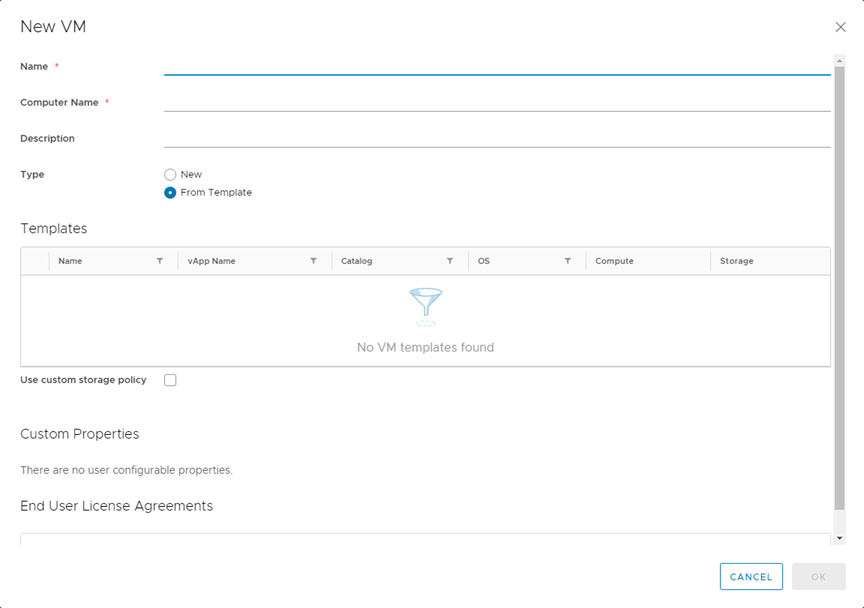 New VM
Name *
Computer Name *
Description
Type
New
From Template
Templates
Name vApp Name Catalog OS Compute Storage
No VM templates found
Use custom storage policy
Custom Properties
There are no user configurable properties.
End User License Agreements
CANCEL OK